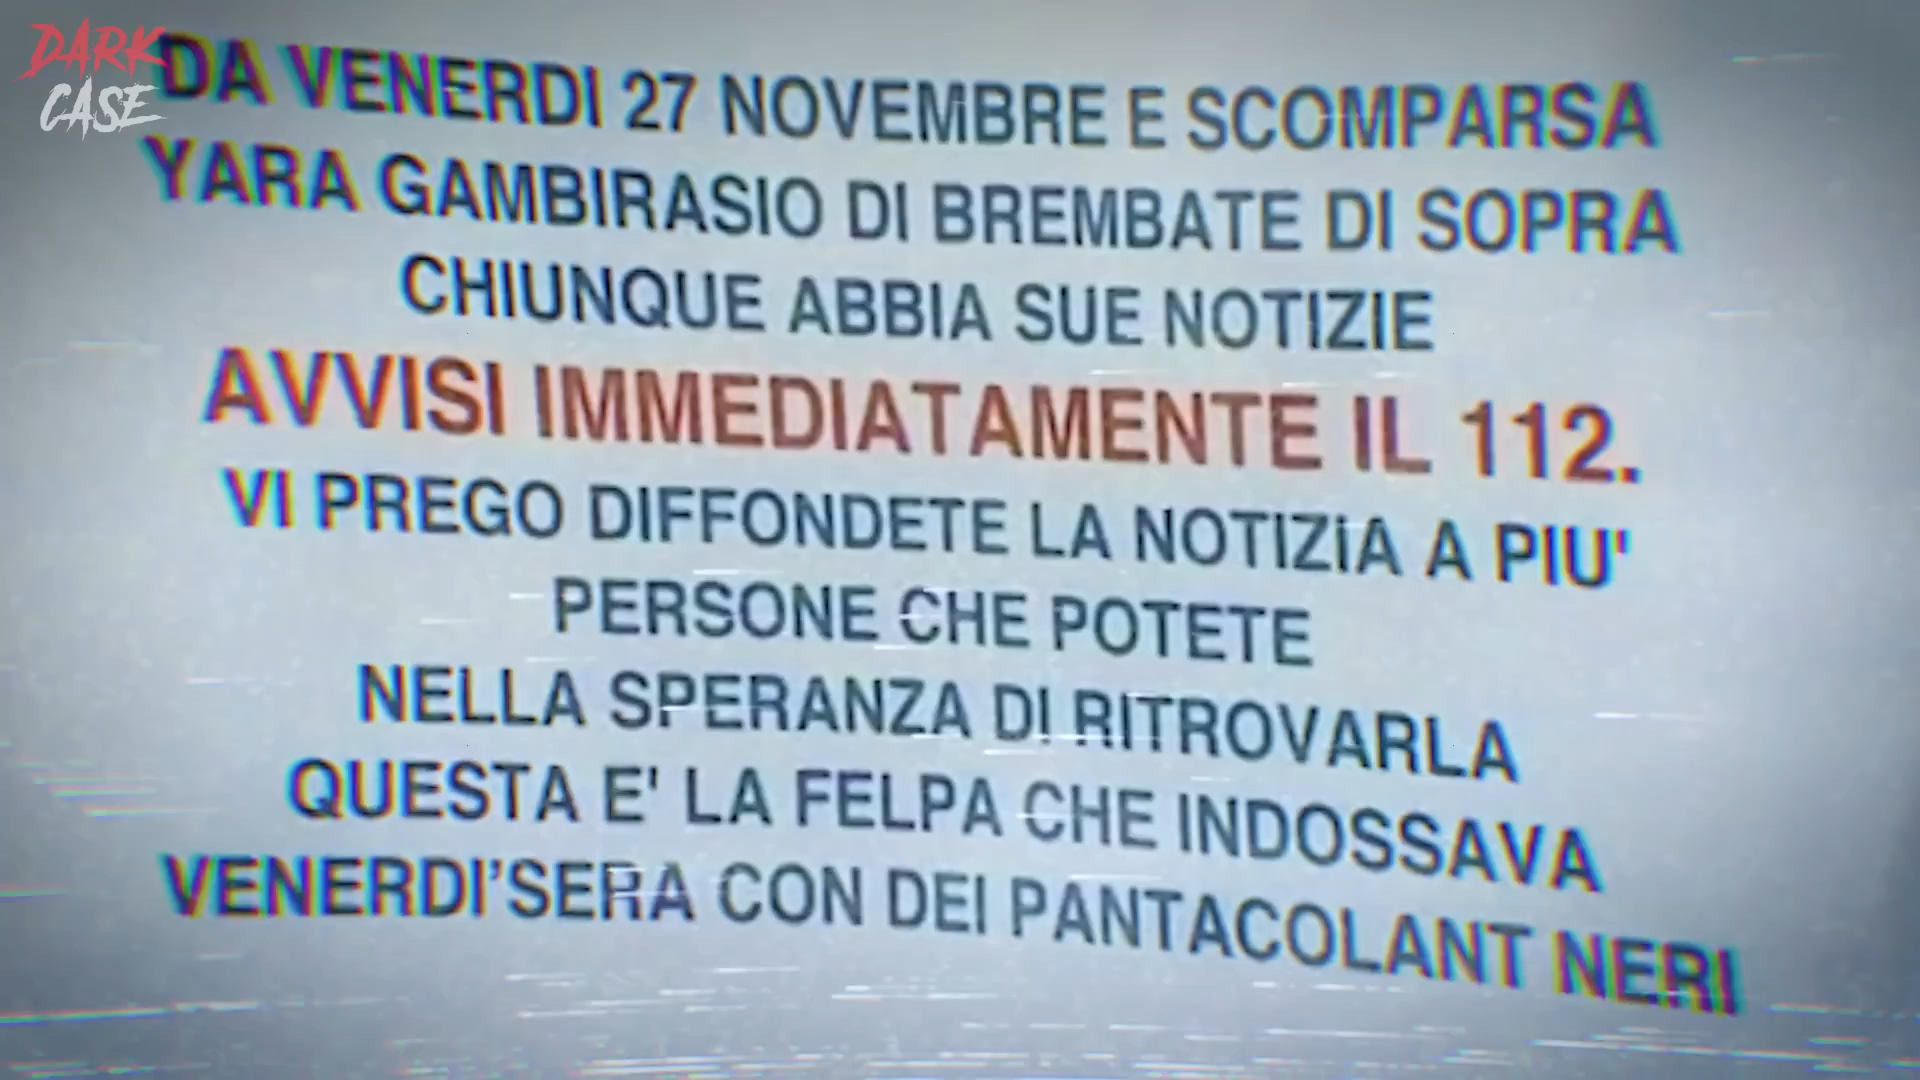 DARK
CASE
DA VENERDI 27 NOVEMBRE E SCOMPARSA
YARA GAMBIRASIO DI BREMBATE DI SOPRA
CHIUNQUE ABBIA SUE NOTIZIE
AVVISI IMMEDIATAMENTE IL 112.
VI PREGO DIFFONDETE LA NOTIZiA A PIU'
PERSONE CHE POTETE
NELLA SPERANZA DI RITROVARLA
QUESTA E' LA FELPA CHE INDOSSAVA
VENERDI'SERA CON DEI PANTACOLANT NERI